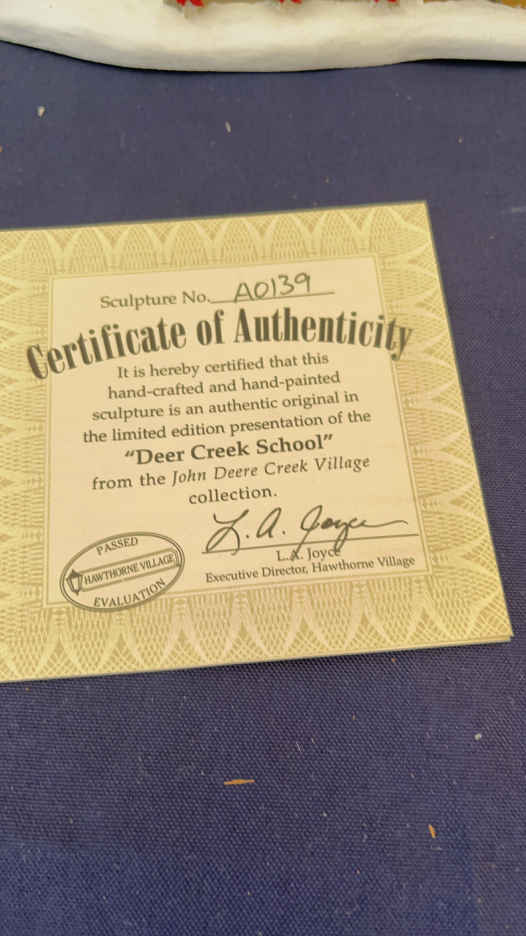 Sculpture No. A0139
Certificate of Authenticity
It is hereby certified that this
hand-crafted and hand-painted
sculpture is an authentic original in
the limited edition presentation of the
“Deer Creek School”
from the John Deere Creek Village
collection.
L. A. Joyce
L.A. Joyce
Executive Director, Hawthorne Village
PASSED
HAWTHORNE VILLAGE
EVALUATION